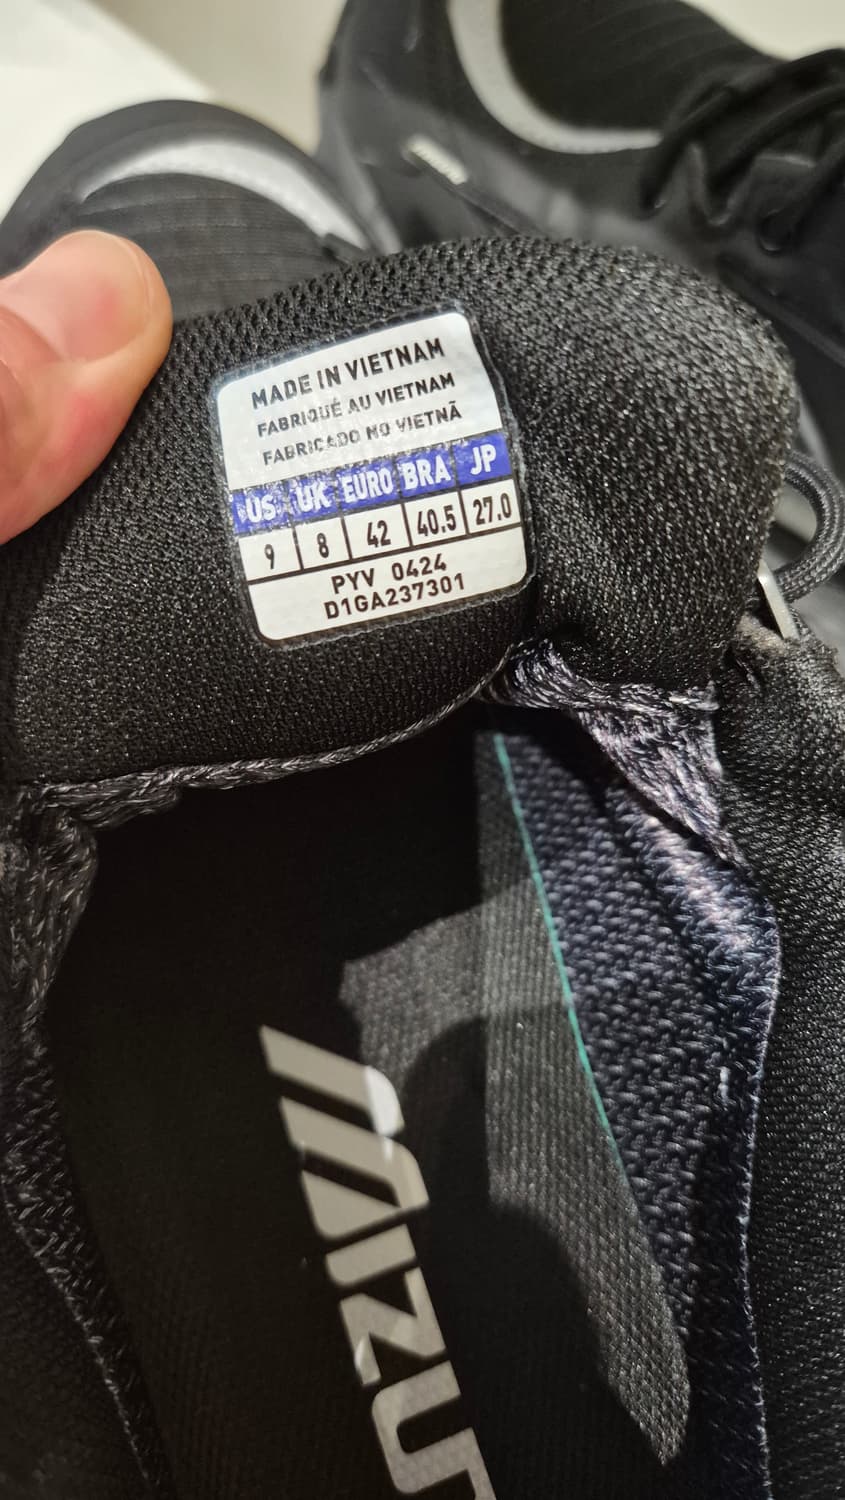 MADE IN VIETNAM
FABRIQUÉ AU VIETNAM
FABRICADO NO VIETNÃ
US UK EURO BRA JP
9 8 42 40.5 27.0
PYV 0424
D1GA237301
MIZUN